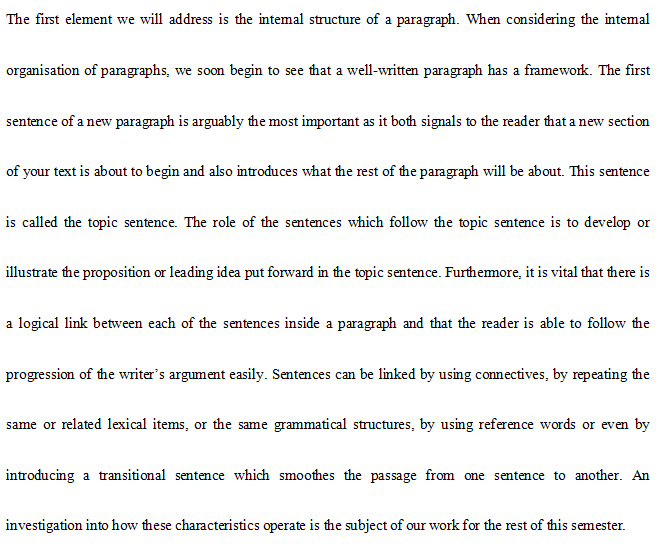 The first element we will address is the internal structure of a paragraph. When considering the internal
organisation of paragraphs, we soon begin to see that a well-written paragraph has a framework. The first
sentence of a new paragraph is arguably the most important as it both signals to the reader that a new section
of your text is about to begin and also introduces what the rest of the paragraph will be about. This sentence
is called the topic sentence. The role of the sentences which follow the topic sentence is to develop or
illustrate the proposition or leading idea put forward in the topic sentence. Furthermore, it is vital that there is
a logical link between each of the sentences inside a paragraph and that the reader is able to follow the
progression of the writer's argument easily. Sentences can be linked by using connectives, by repeating the
same or related lexical items, or the same grammatical structures, by using reference words or even by
introducing a transitional sentence which smoothes the passage from one sentence to another. An
investigation into how these characteristics operate is the subject of our work for the rest of this semester.